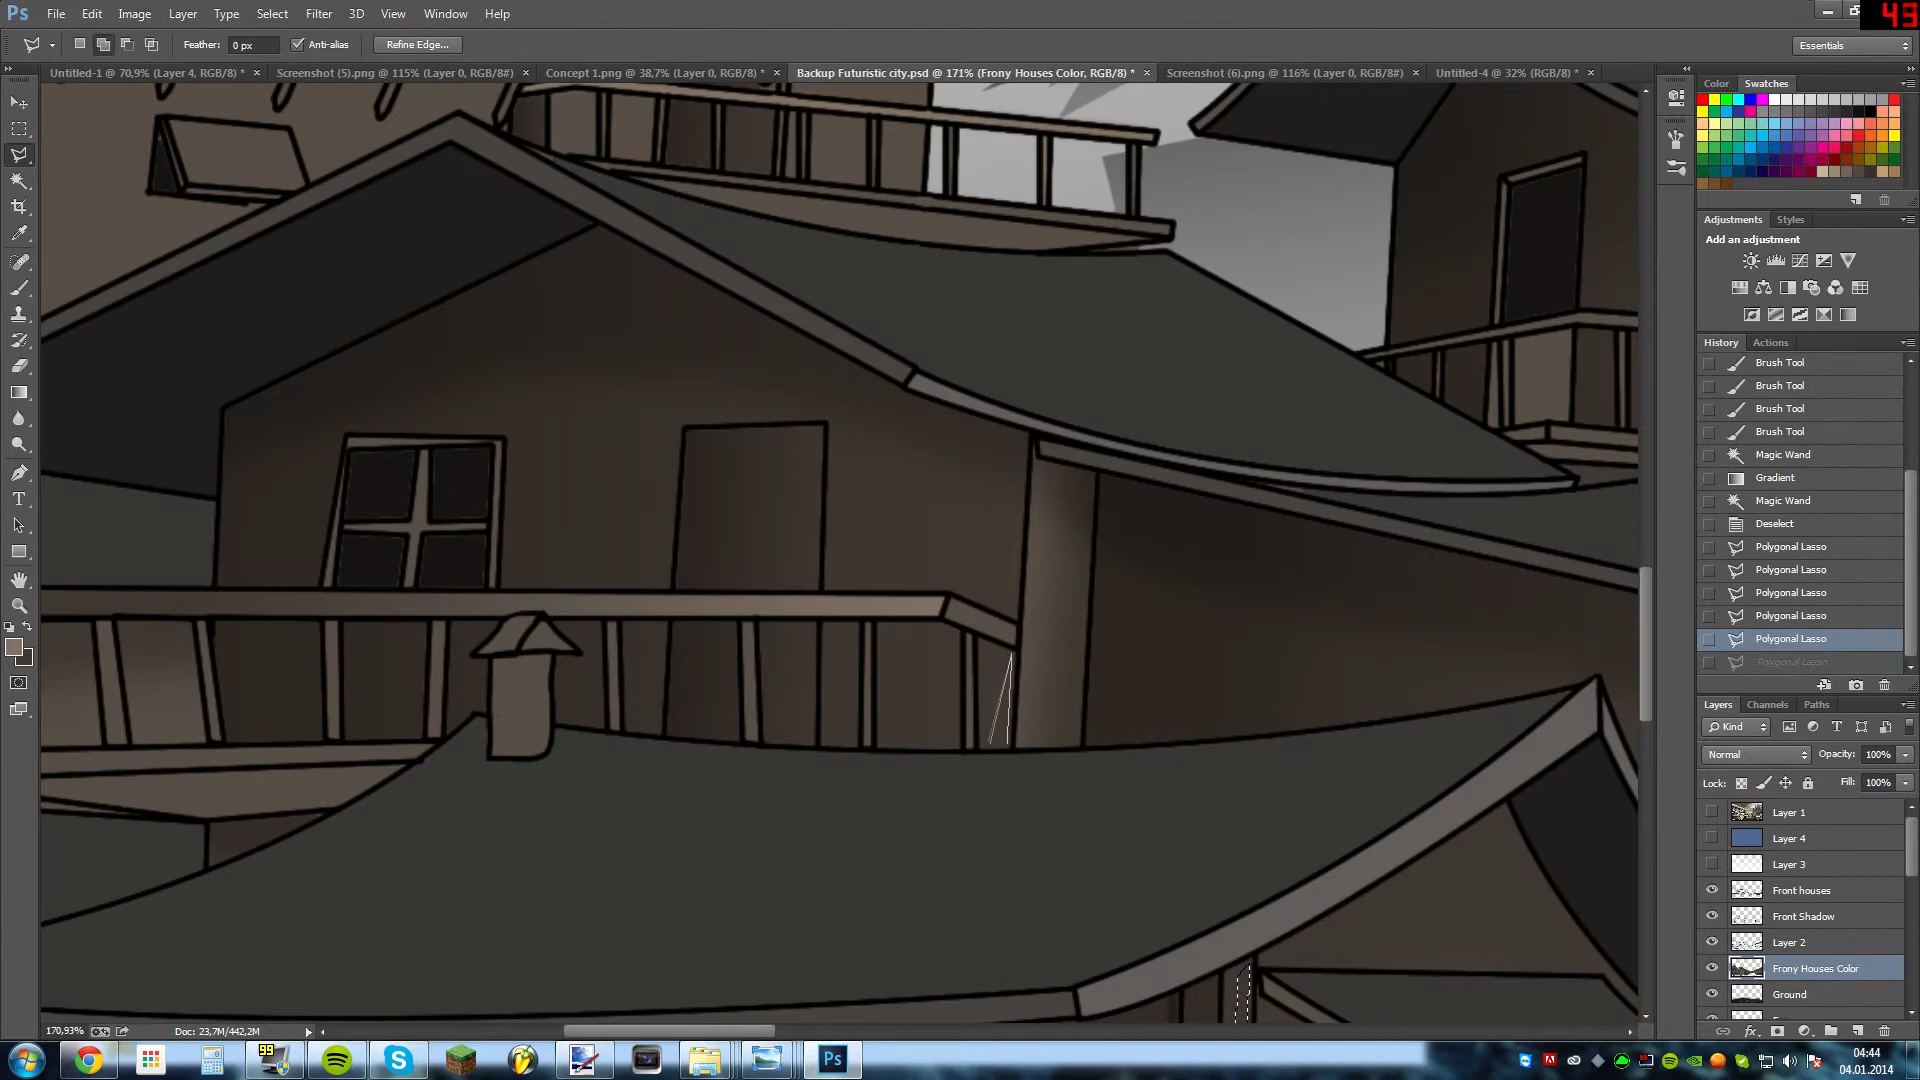 Ps File Edit Image Layer Type Select Filter 3D View Window Help
49
Feather: 0 px Anti-alias Refine Edge... Essentials
Untitled-1 @ 70,9% (Layer 4, RGB/8#) * × Screenshot (5).png @ 115% (Layer 0, RGB/8#) × Concept 1.png @ 38,7% (Layer 0, RGB/8#) * × Backup Futuristic city.psd @ 171% (Frony Houses Color, RGB/8#) * × Screenshot (6).png @ 116% (Layer 0, RGB/8#) × Untitled-4 @ 32% (RGB/8#) * ×
Color Swatches
Adjustments Styles
Add an adjustment
History Actions
Brush Tool
Brush Tool
Brush Tool
Brush Tool
Magic Wand
Gradient
Magic Wand
Deselect
Polygonal Lasso
Polygonal Lasso
Polygonal Lasso
Polygonal Lasso
Polygonal Lasso
Polygonal Lasso
Layers Channels Paths
Kind
Normal Opacity: 100%
Lock: Fill: 100%
Layer 1
Layer 4
Layer 3
Front houses
Front Shadow
Layer 2
Frony Houses Color
Ground
170,93% Doc: 23,7M/442,2M
99
Ps
04:44
04.01.2014